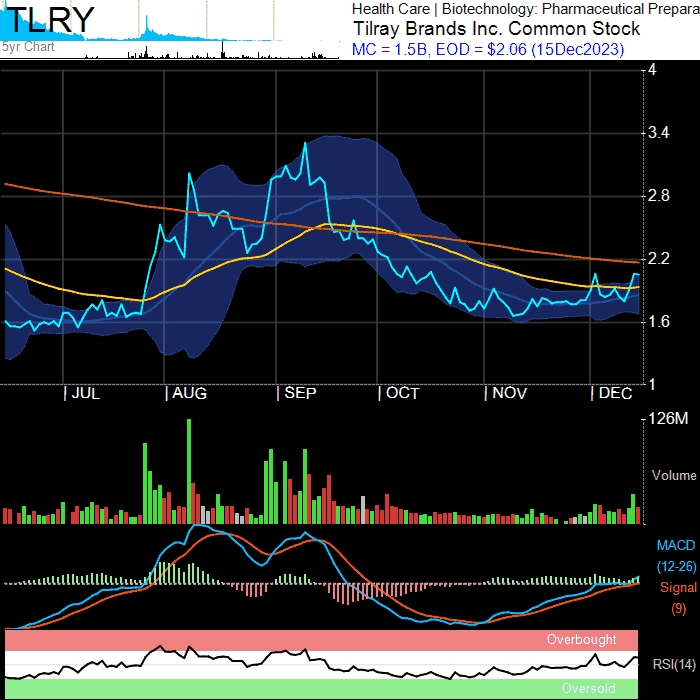 TLRY
5yr Chart
Health Care | Biotechnology: Pharmaceutical Prepara
Tilray Brands Inc. Common Stock
MC = 1.5B, EOD = $2.06 (15Dec2023)
4
3.4
2.8
2.2
1.6
1
| JUL | AUG | SEP | OCT | NOV | DEC
126M
Volume
MACD
(12-26)
Signal
(9)
Overbought
RSI(14)
Oversold